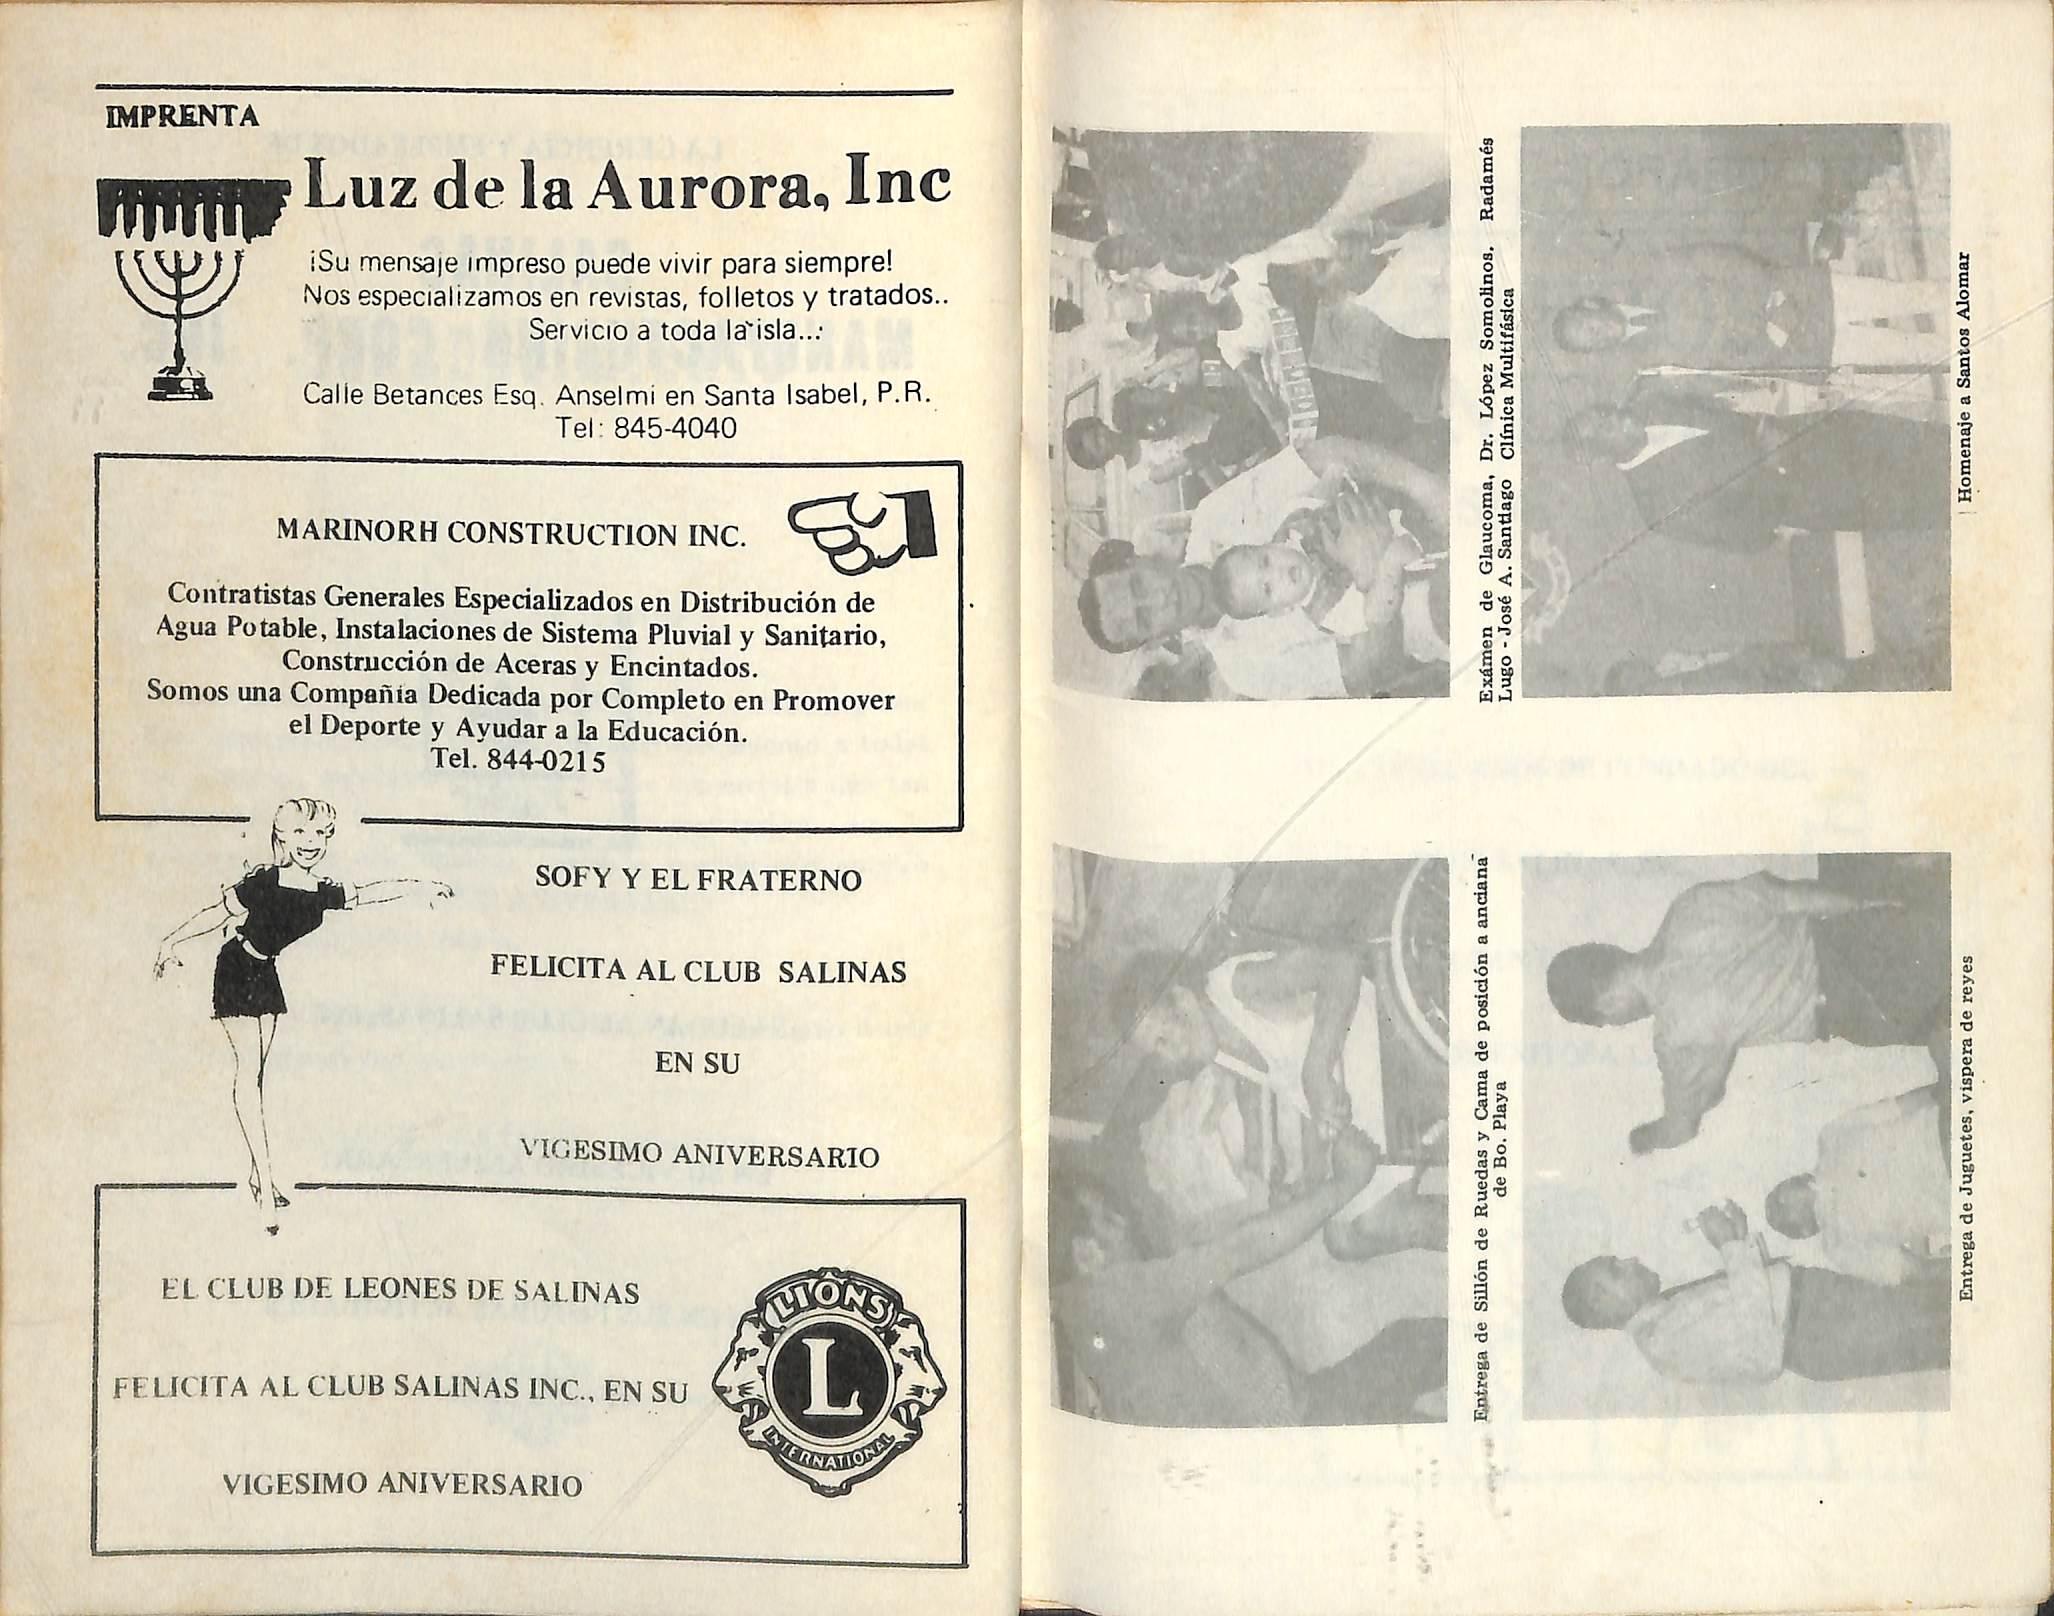 IMPRENTA
Luz de la Aurora, Inc
¡Su mensaje impreso puede vivir para siempre!
Nos especializamos en revistas, folletos y tratados..
Servicio a toda la isla...
Calle Betances Esq. Anselmi en Santa Isabel, P.R.
Tel: 845-4040
MARINORH CONSTRUCTION INC.
Contratistas Generales Especializados en Distribución de
Agua Potable, Instalaciones de Sistema Pluvial y Sanitario,
Construcción de Aceras y Encintados.
Somos una Compañía Dedicada por Completo en Promover
el Deporte y Ayudar a la Educación.
Tel. 844-0215
SOFY Y EL FRATERNO
FELICITA AL CLUB SALINAS
EN SU
VIGESIMO ANIVERSARIO
EL CLUB DE LEONES DE SALINAS
FELICITA AL CLUB SALINAS INC., EN SU
VIGESIMO ANIVERSARIO
LIONS
L
INTERNATIONAL
Exámen de Glaucoma, Dr. López Somolinos. Radamés
Lugo - José A. Santiago Clínica Multifásica
Homenaje a Santos Alomar
Entrega de Sillón de Ruedas y Cama de posidión a anciana
de Bo. Playa
Entrega de Juguetes, víspera de reyes